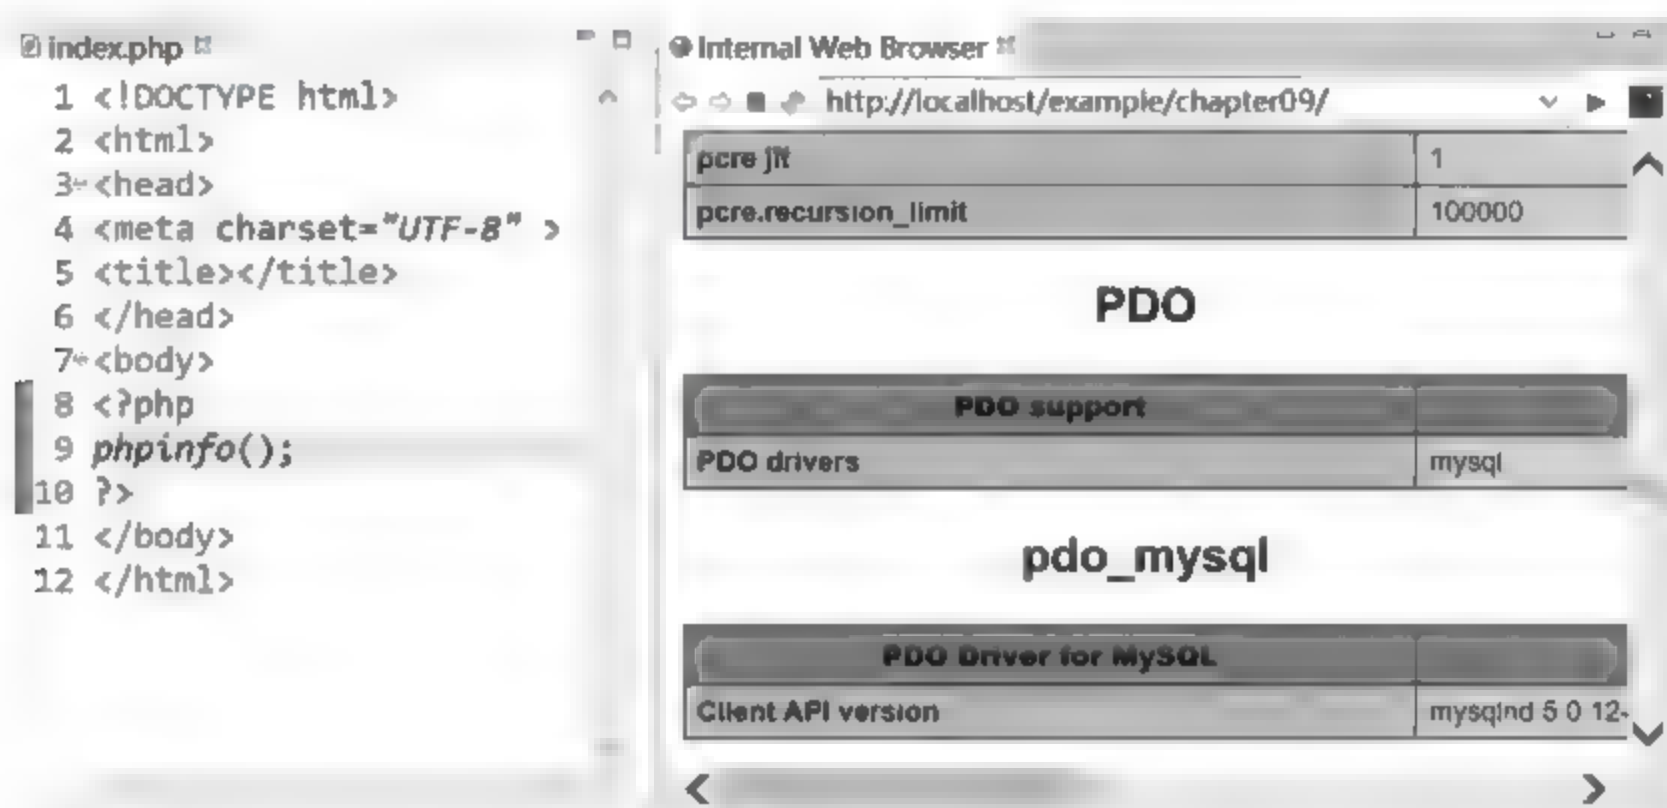 index.php
1 <!DOCTYPE html>
2 <html>
3 <head>
4 <meta charset="UTF-8" >
5 <title></title>
6 </head>
7 <body>
8 <?php
9 phpinfo();
10 ?>
11 </body>
12 </html>
Internal Web Browser
http://localhost/example/chapter09/
pcre jit 1
pcre.recursion_limit 100000
PDO
PDO support
PDO drivers mysql
pdo_mysql
PDO Driver for MySQL
Client API version mysqlnd 5 0 12-